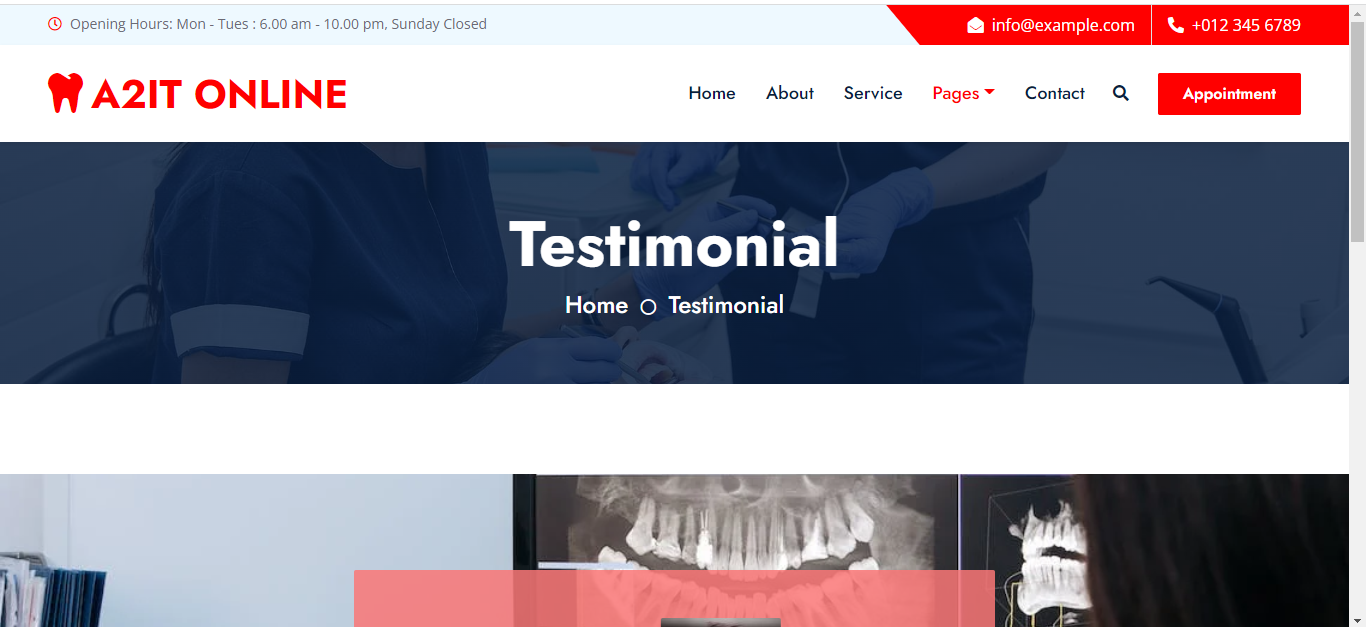 Opening Hours: Mon - Tues : 6.00 am - 10.00 pm, Sunday Closed
info@example.com
+012 345 6789
A2IT ONLINE
Home
About
Service
Pages
Contact
Appointment
Testimonial
Home
Testimonial